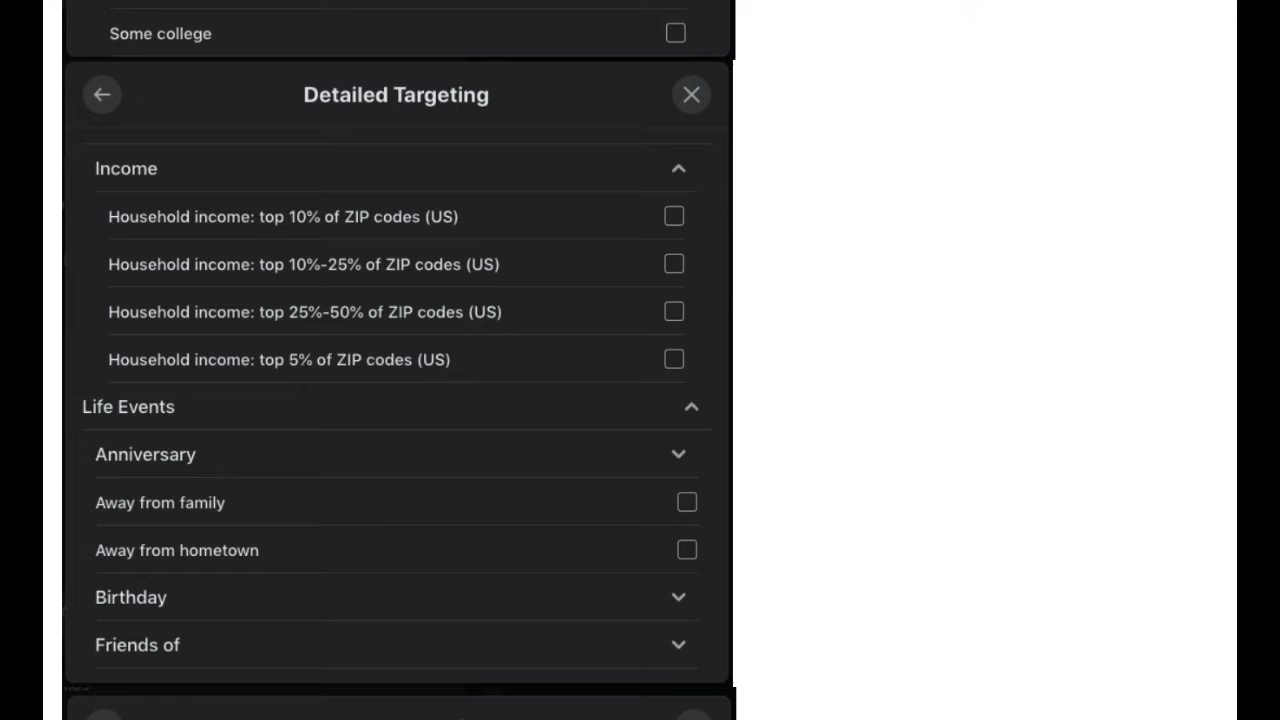 Some college
Detailed Targeting
Income
Household income: top 10% of ZIP codes (US)
Household income: top 10%-25% of ZIP codes (US)
Household income: top 25%-50% of ZIP codes (US)
Household income: top 5% of ZIP codes (US)
Life Events
Anniversary
Away from family
Away from hometown
Birthday
Friends of